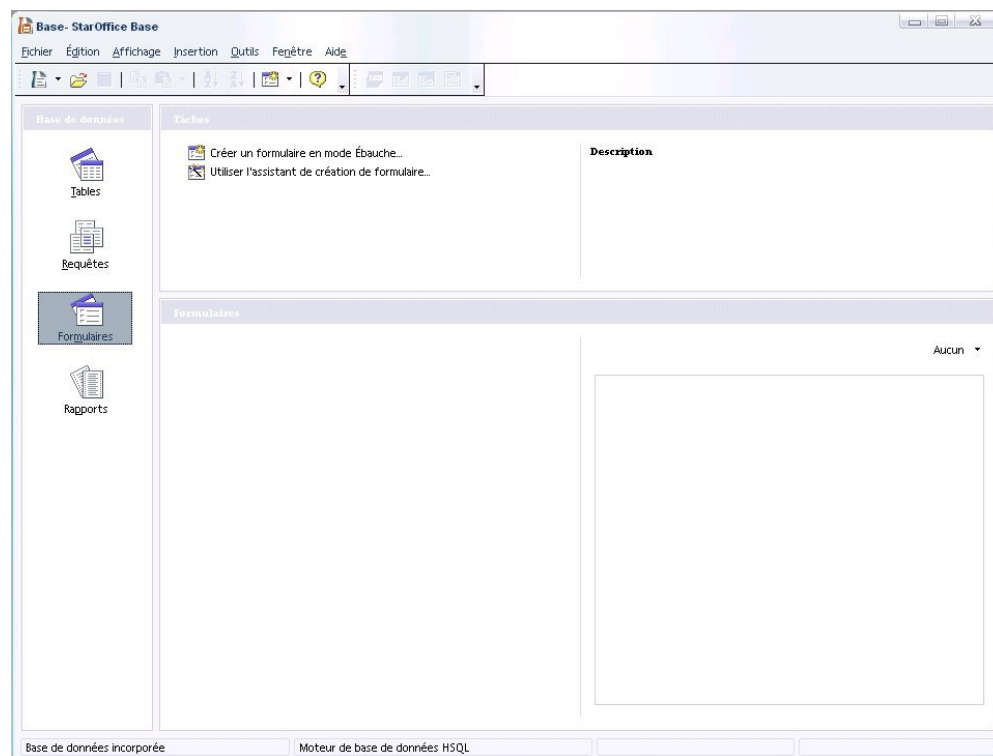 Base- StarOffice Base
Fichier Édition Affichage Insertion Outils Fenêtre Aide
Base de données
Tâches
Tables
Requêtes
Formulaires
Rapports
Créer un formulaire en mode Ébauche...
Utiliser l'assistant de création de formulaire...
Description
Formulaires
Aucun
Base de données incorporée
Moteur de base de données HSQL